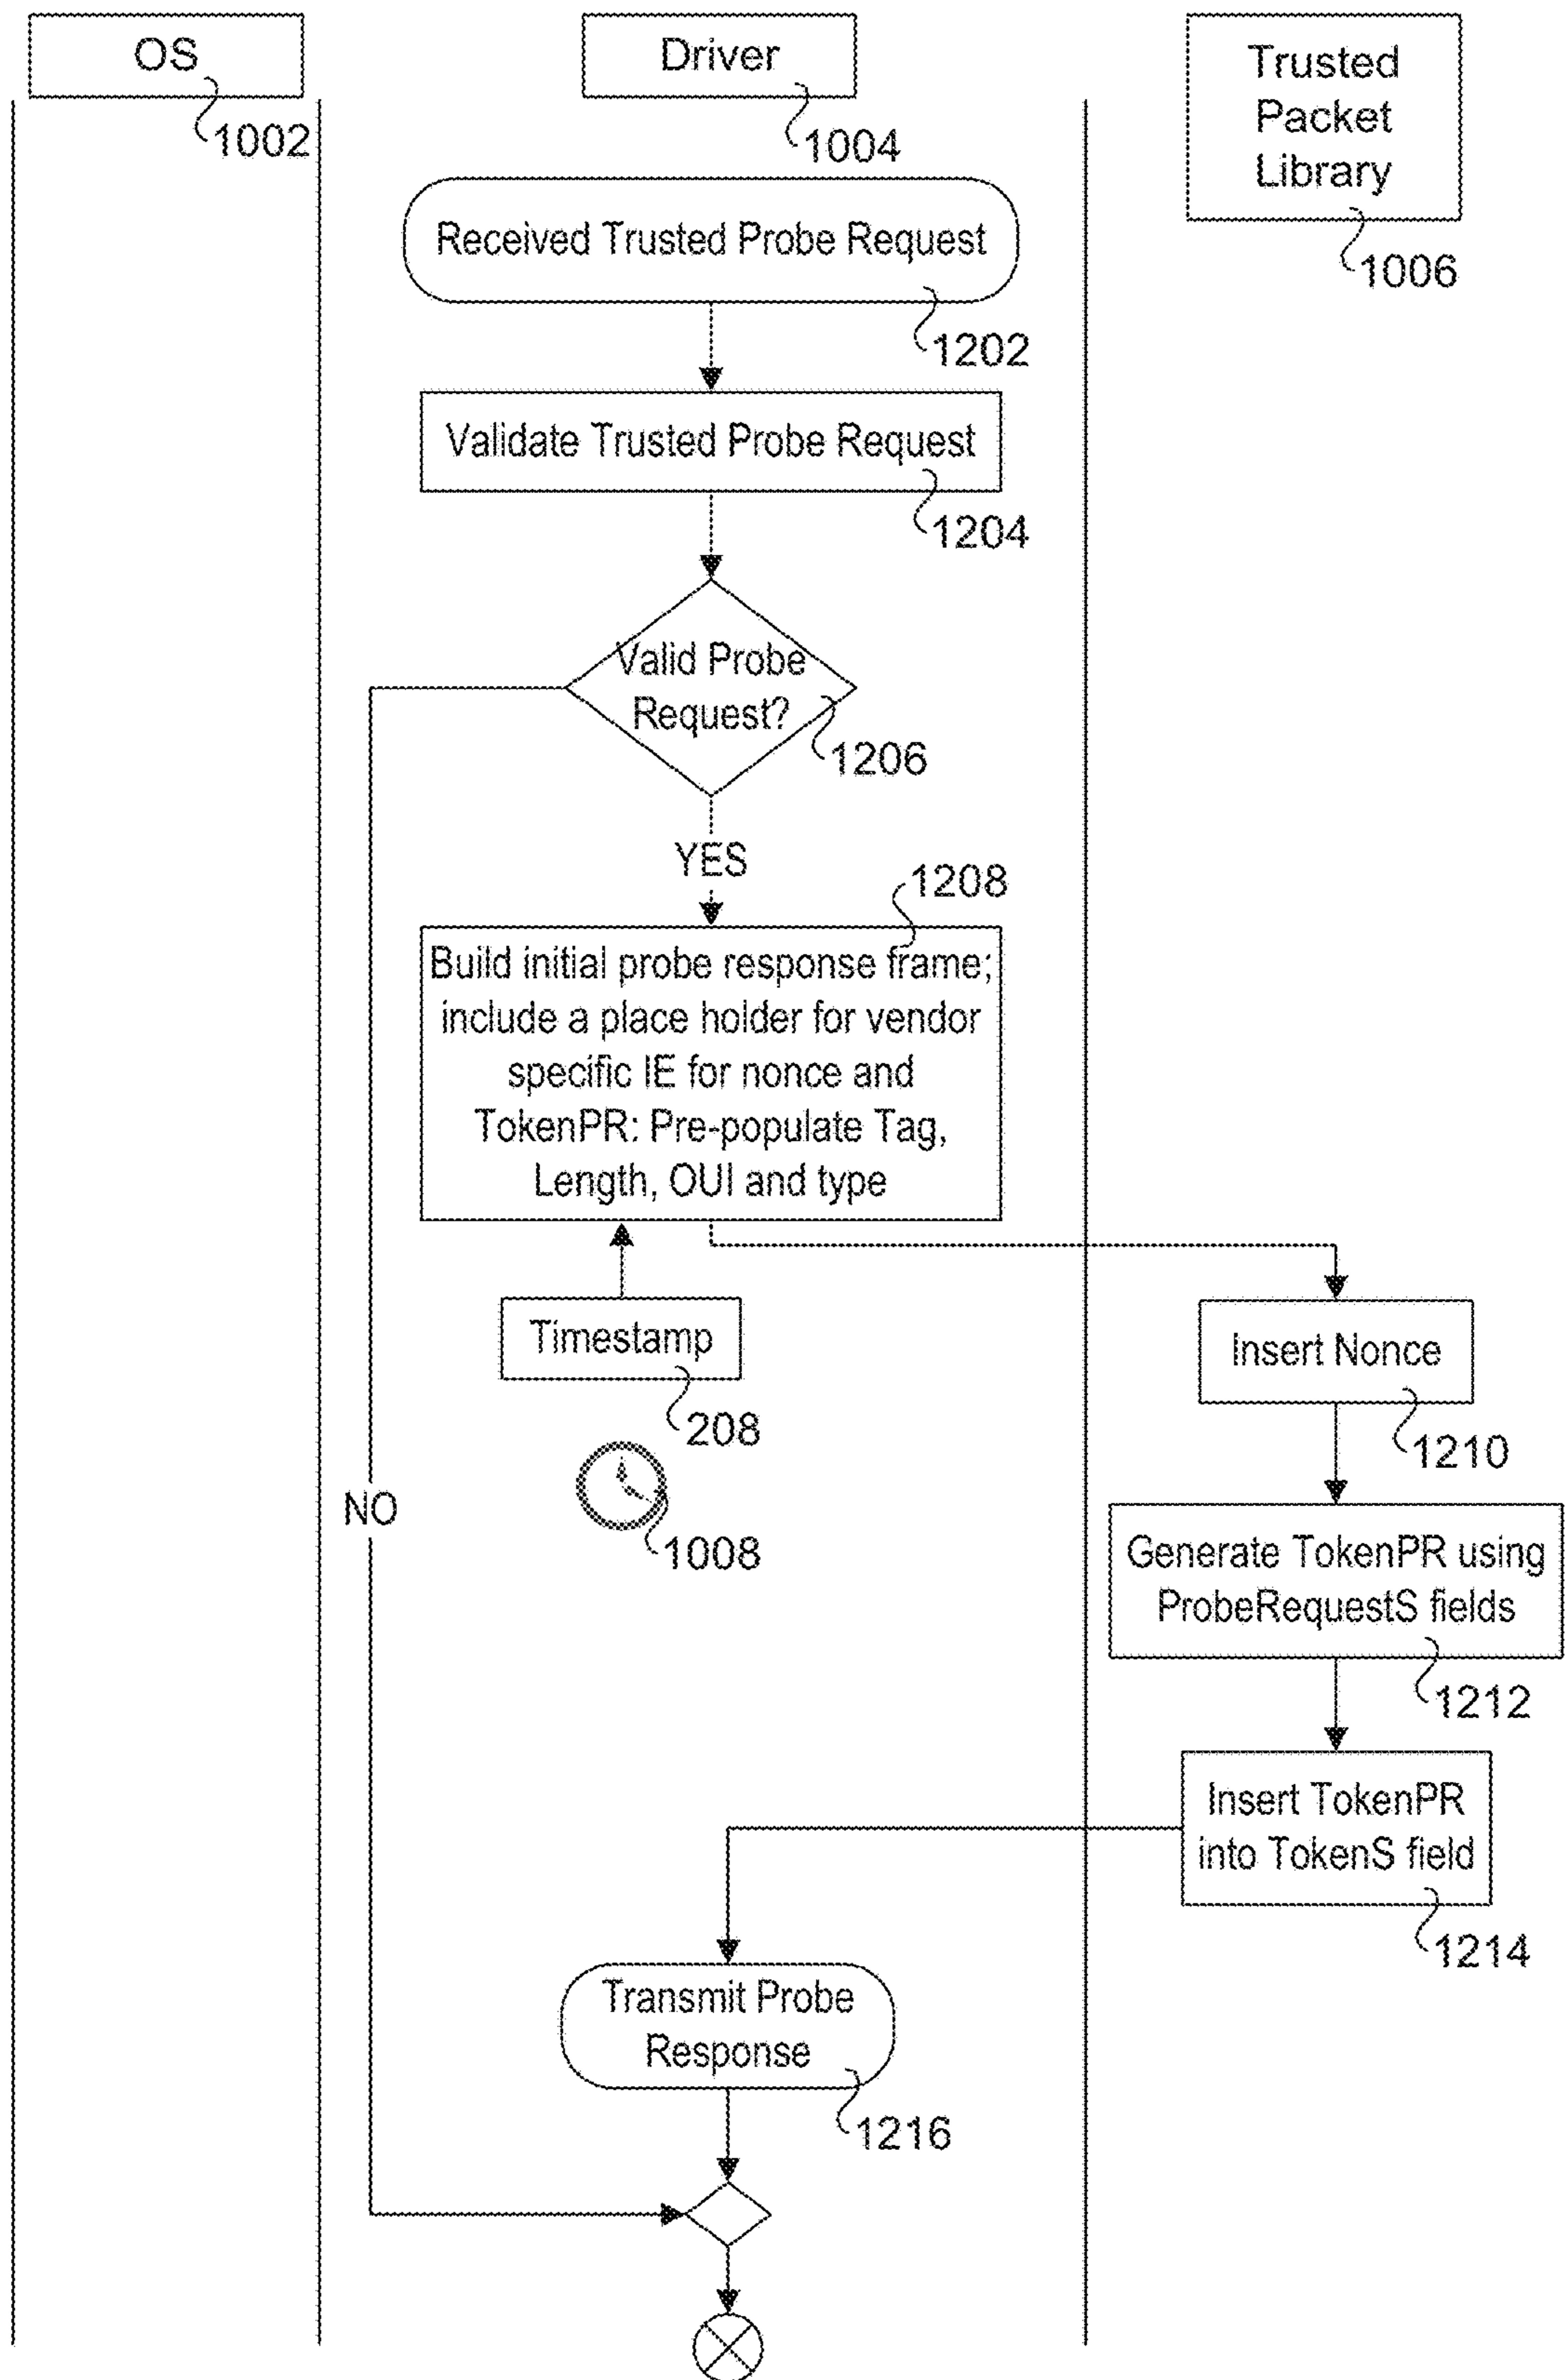 OS
1002
Driver
1004
Trusted
Packet
Library
1006
Received Trusted Probe Request
1202
Validate Trusted Probe Request
1204
Valid Probe
Request?
1206
YES
1208
Build initial probe response frame;
include a place holder for vendor
specific IE for nonce and
TokenPR: Pre-populate Tag,
Length, OUI and type
Timestamp
208
1008
NO
Insert Nonce
1210
Generate TokenPR using
ProbeRequestS fields
1212
Insert TokenPR
into TokenS field
1214
Transmit Probe
Response
1216